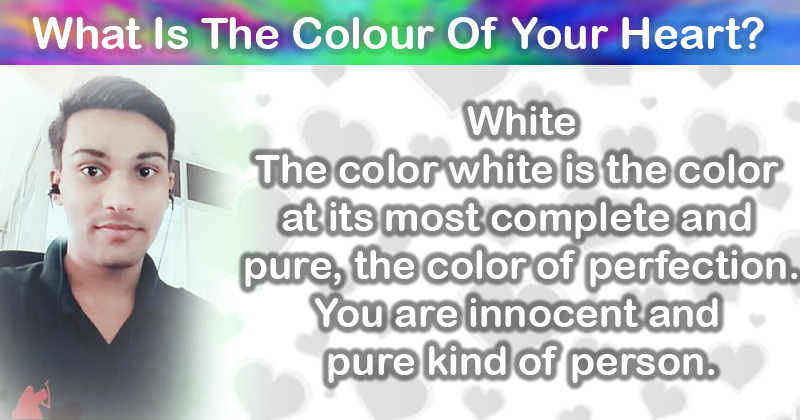 What Is The Colour Of Your Heart?
White
The color white is the color
at its most complete and
pure, the color of perfection.
You are innocent and
pure kind of person.